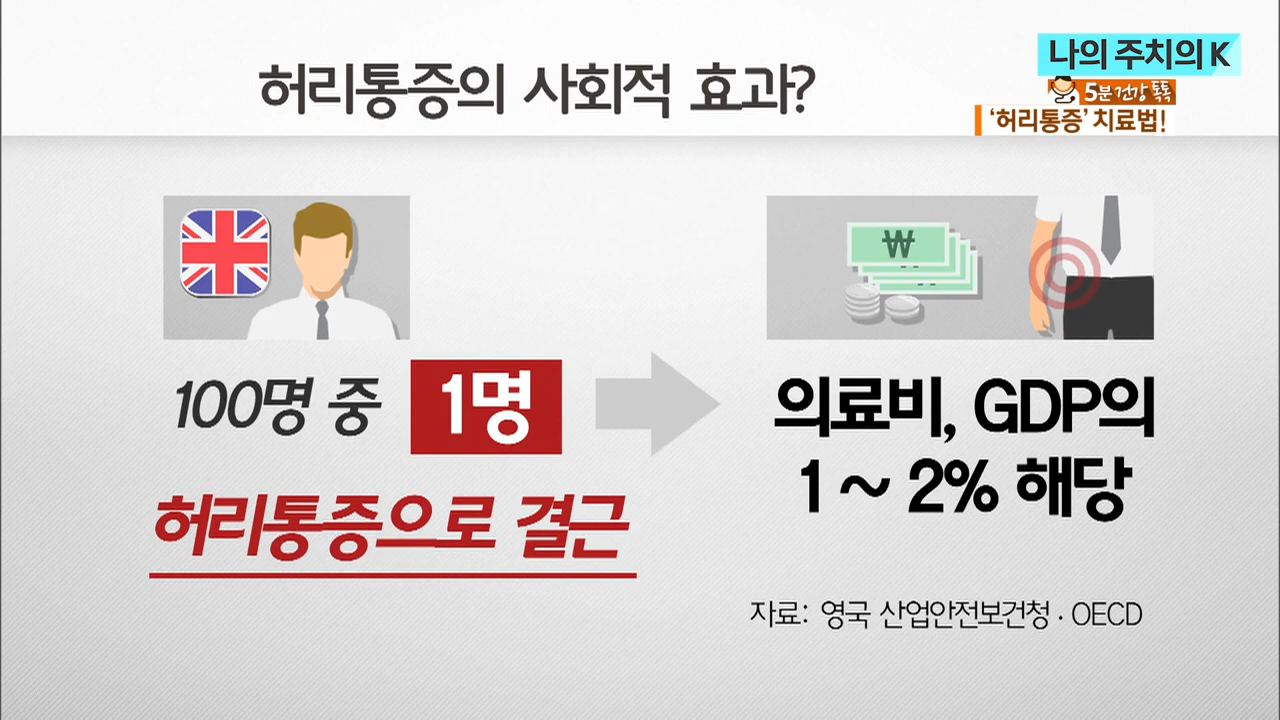 허리통증의 사회적 효과?
나의 주치의 K
5분 건강 톡톡
'허리통증' 치료법!
₩
100명 중 1명
허리통증으로 결근
의료비, GDP의
1 ~ 2% 해당
자료: 영국 산업안전보건청 · OECD